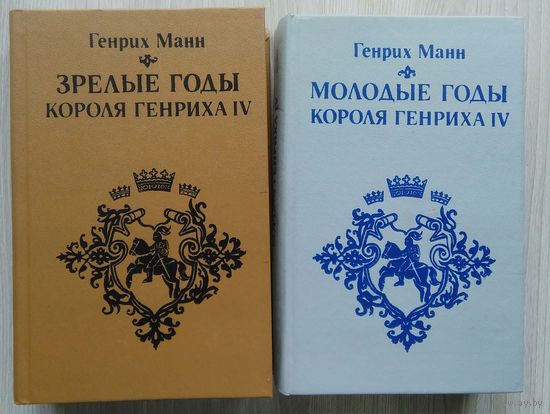 Генрих Манн
ЗРЕЛЫЕ ГОДЫ
КОРОЛЯ ГЕНРИХА IV
Генрих Манн
МОЛОДЫЕ ГОДЫ
КОРОЛЯ ГЕНРИХА IV